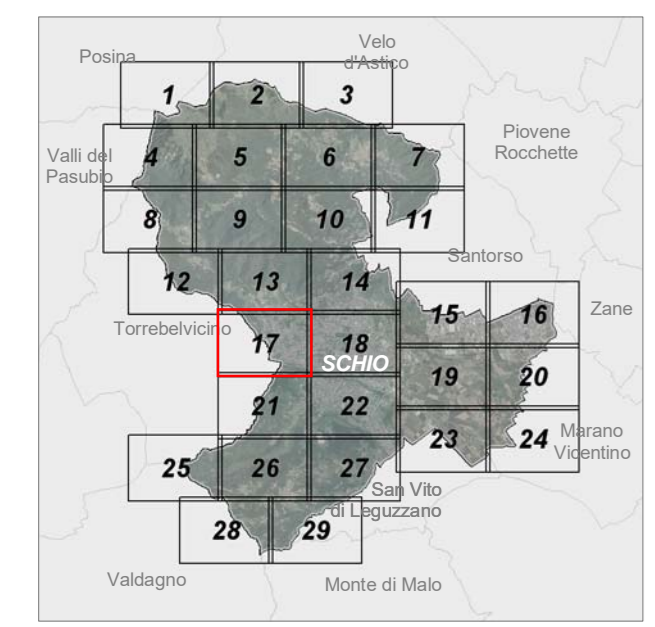 Velo
d'Astico
Posina
1
2
3
Piovene
Rocchette
Valli del
Pasubio
4
5
6
7
8
9
10
11
Santorso
12
13
14
15
16
Zane
Torrebelvicino
17
18
SCHIO
19
20
21
22
23
24
Marano
Vicentino
25
26
27
San Vito
di Leguzzano
28
29
Valdagno
Monte di Malo